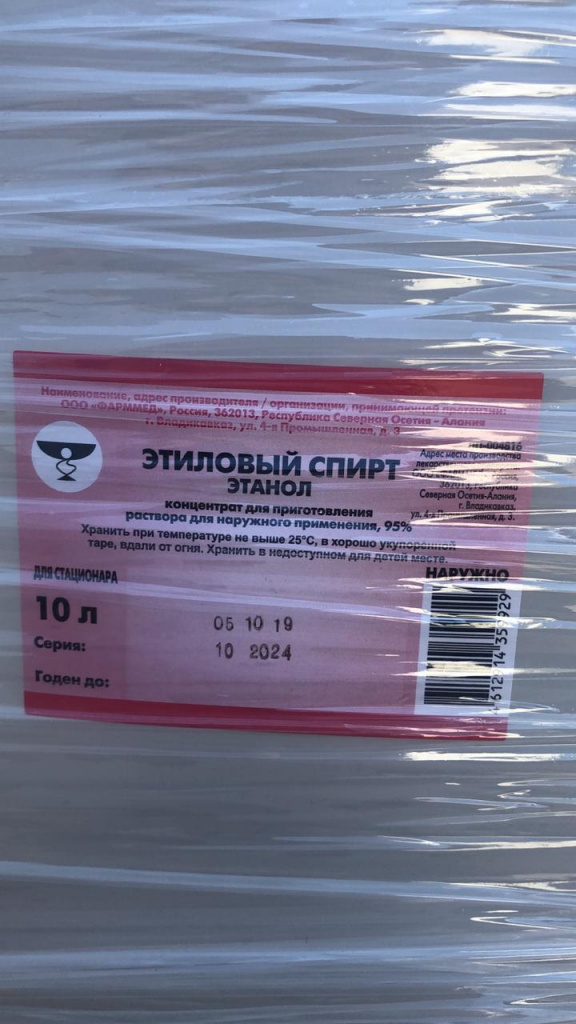 Наименование, адрес производителя / организации, принимающей претензии:
ООО «ФАРММЕД», Россия, 362013, Республика Северная Осетия - Алания
г. Владикавказ, ул. 4-я Промышленная, д. 3
-004816
Адрес места производства
ЭТИЛОВЫЙ СПИРТ
ЭТАНОЛ
Северная Осетия-Алания,
г. Владикавказ,
концентрат для приготовления
раствора для наружного применения, 95%
Хранить при температуре не выше 25°С, в хорошо укупоренной
таре, вдали от огня. Хранить в недоступном для детей месте.
ДЛЯ СТАЦИОНАРА
НАРУЖНО
10 л
05 10 19
Серия:
10 2024
Годен до: